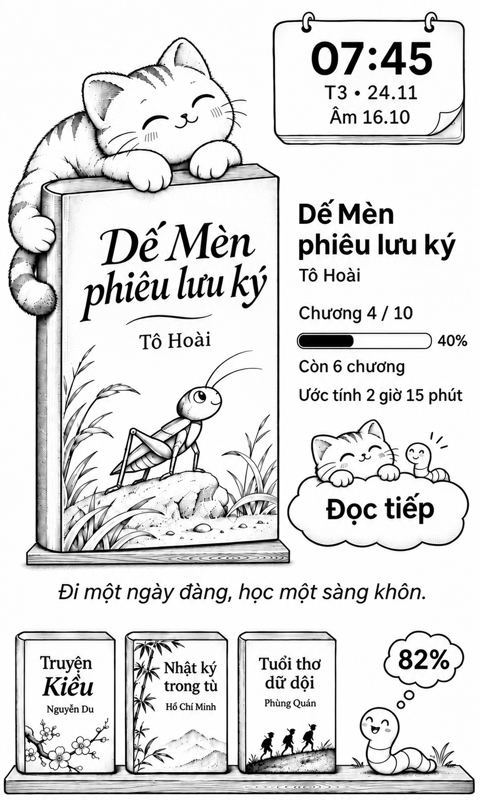 07:45
T3 • 24.11
Âm 16.10
Dế Mèn
phiêu lưu ký
Tô Hoài
Dế Mèn
phiêu lưu ký
Tô Hoài
Chương 4 / 10
40%
Còn 6 chương
Ước tính 2 giờ 15 phút
Đọc tiếp
Đi một ngày đàng, học một sàng khôn.
Truyện
Kiều
Nguyễn Du
Nhật ký
trong tù
Hồ Chí Minh
Tuổi thơ
dữ dội
Phùng Quán
82%